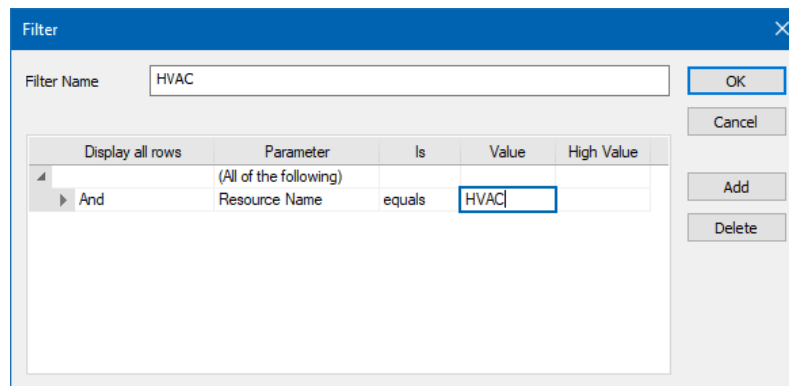 Filter
Filter Name HVAC
OK
Cancel
Display all rows Parameter Is Value High Value
(All of the following)
And Resource Name equals HVAC
Add
Delete